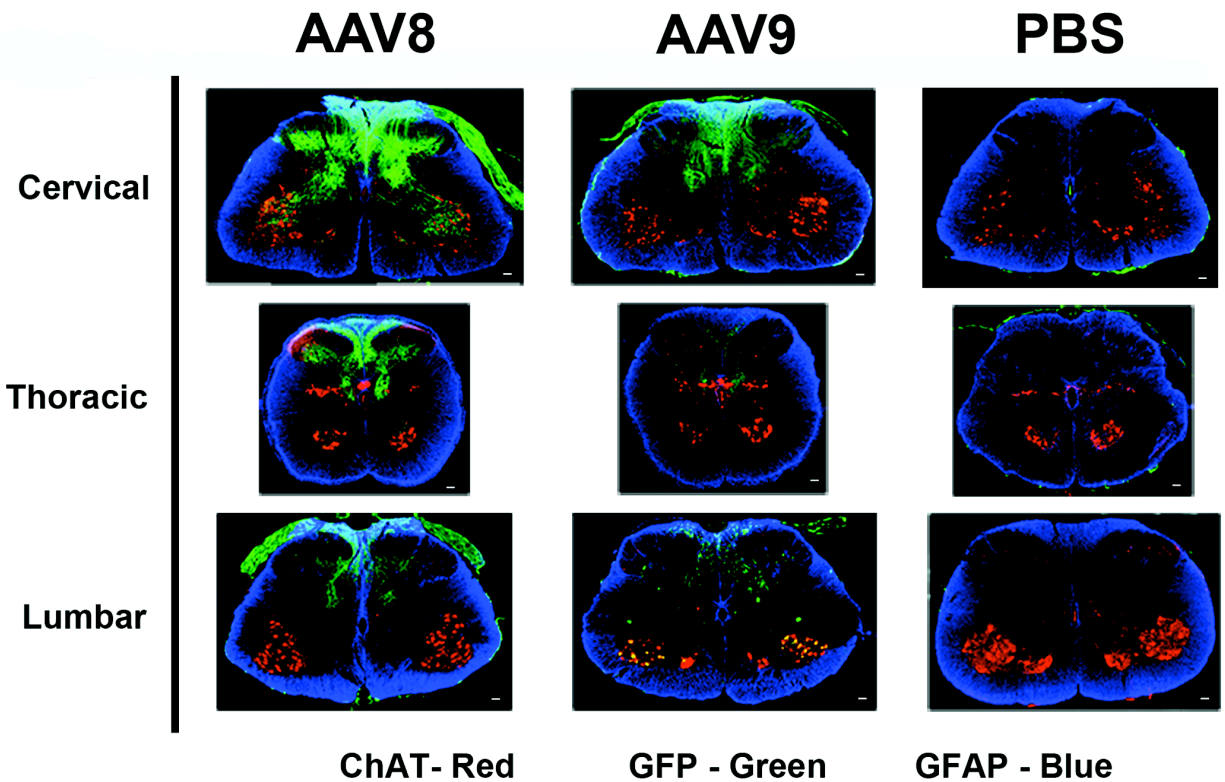 AAV8 AAV9 PBS
Cervical
Thoracic
Lumbar
ChAT- Red GFP - Green GFAP - Blue